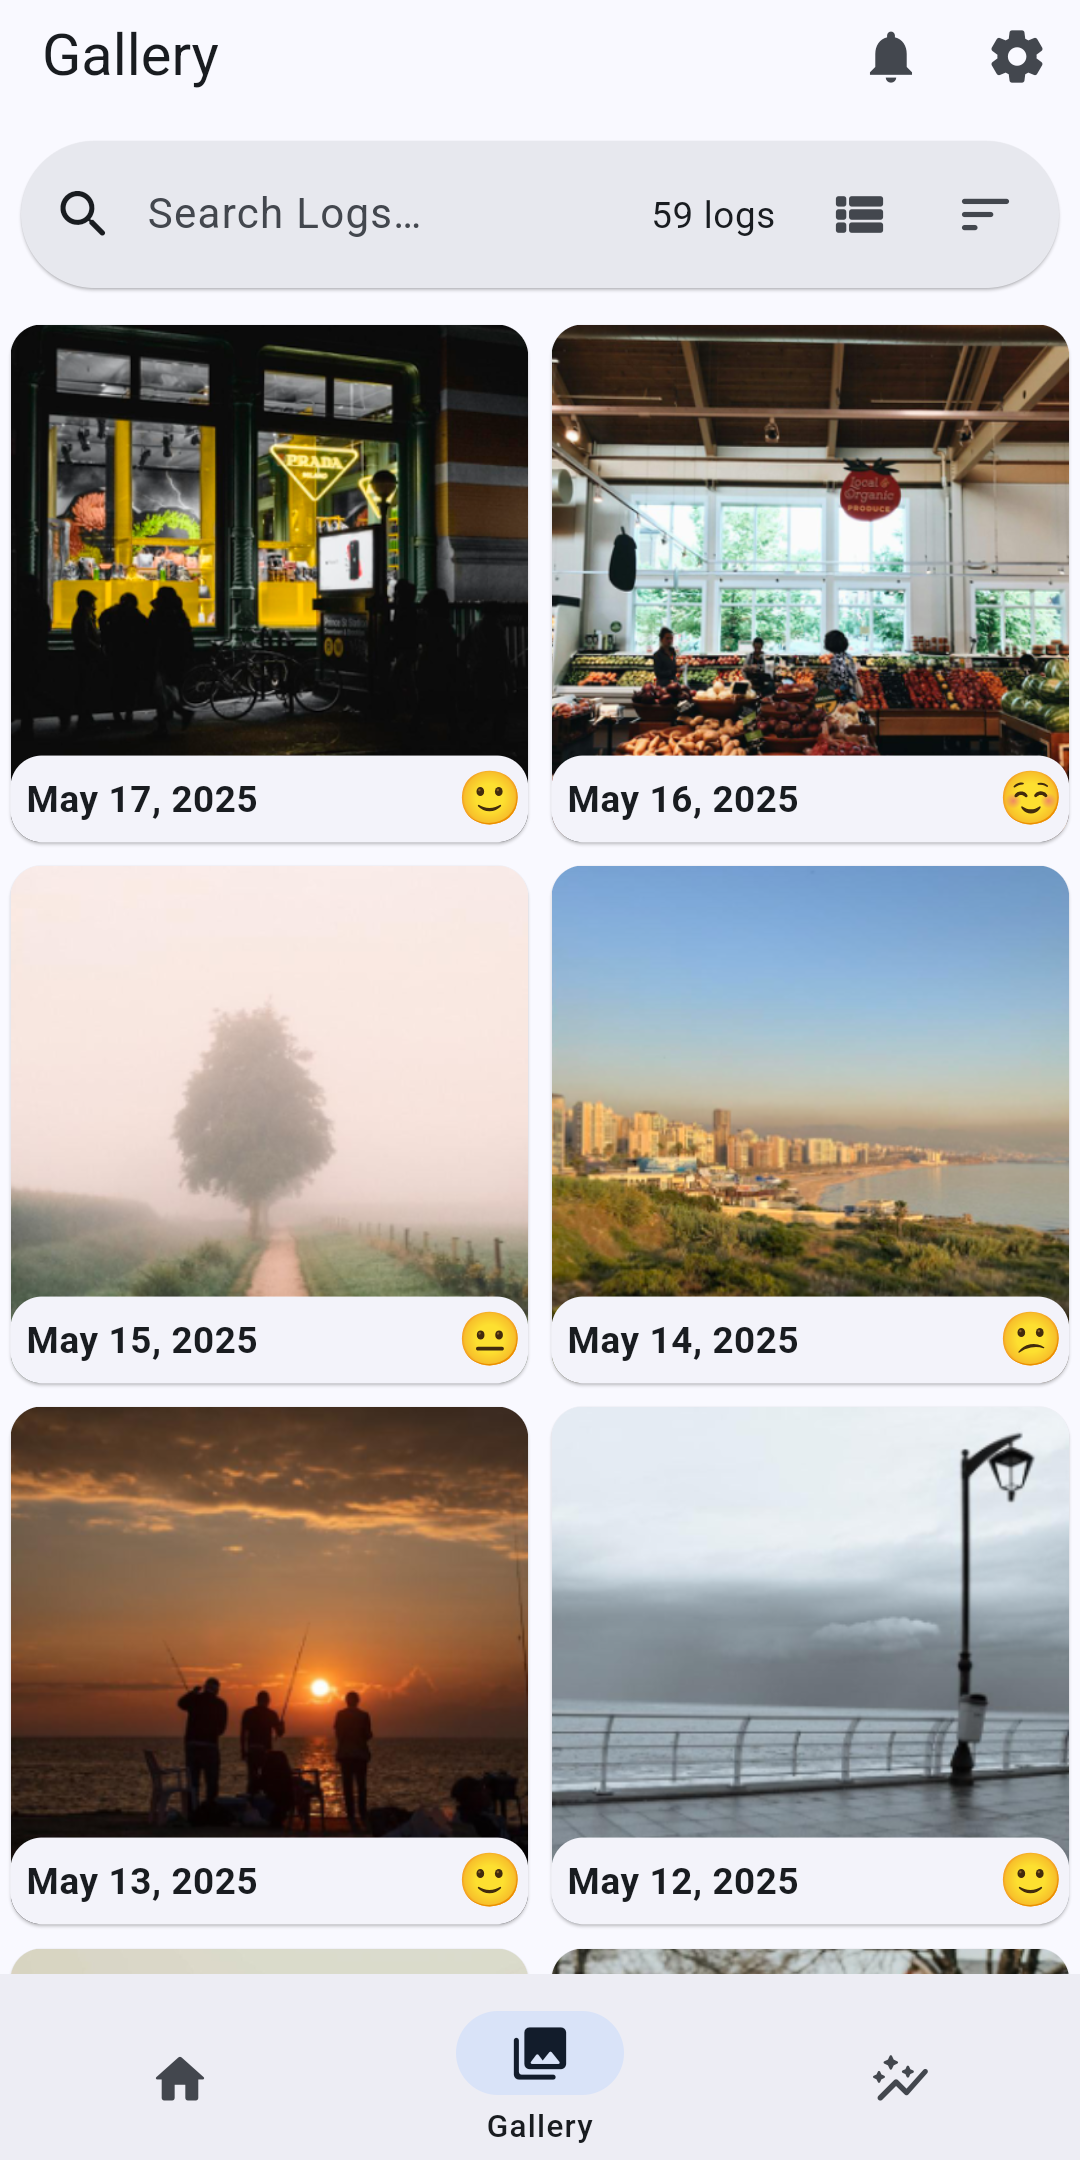 Gallery
Search Logs...
59 logs
PRADA
MILANO
Local &
Organic
PRODUCE
May 17, 2025
May 16, 2025
May 15, 2025
May 14, 2025
May 13, 2025
May 12, 2025
Gallery